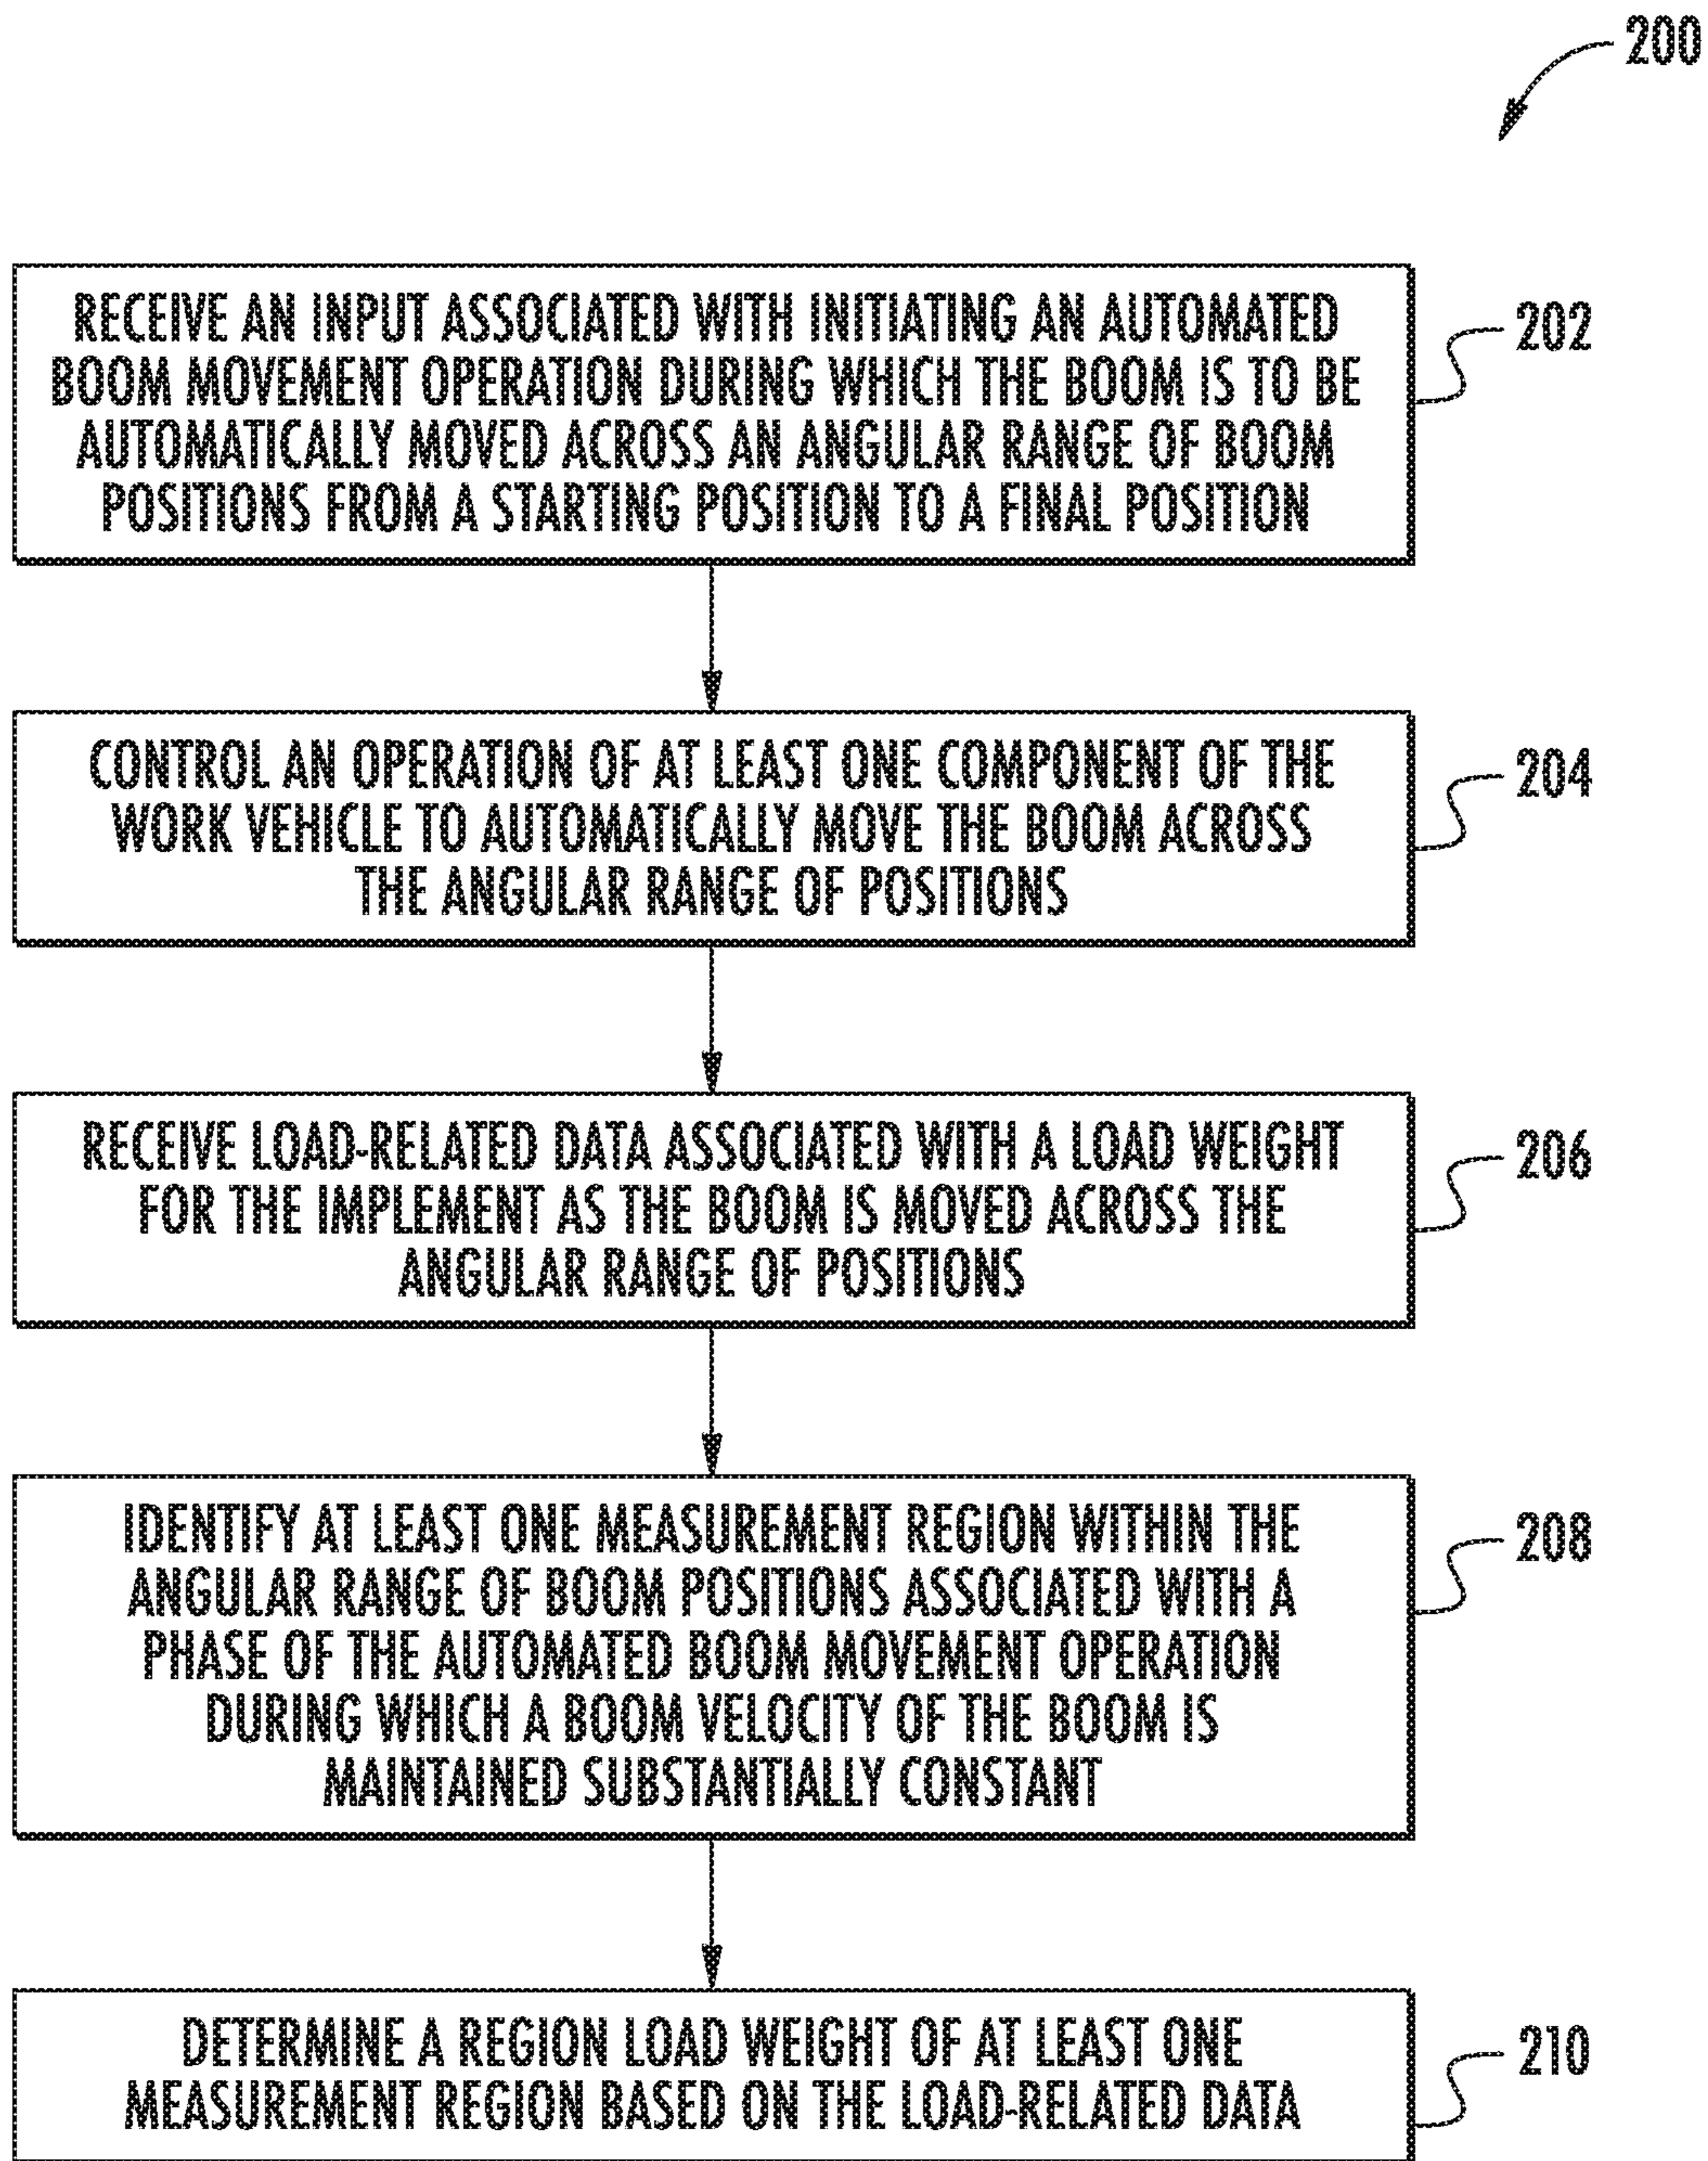 200
RECEIVE AN INPUT ASSOCIATED WITH INITIATING AN AUTOMATED
BOOM MOVEMENT OPERATION DURING WHICH THE BOOM IS TO BE
AUTOMATICALLY MOVED ACROSS AN ANGULAR RANGE OF BOOM
POSITIONS FROM A STARTING POSITION TO A FINAL POSITION
202
CONTROL AN OPERATION OF AT LEAST ONE COMPONENT OF THE
WORK VEHICLE TO AUTOMATICALLY MOVE THE BOOM ACROSS
THE ANGULAR RANGE OF POSITIONS
204
RECEIVE LOAD-RELATED DATA ASSOCIATED WITH A LOAD WEIGHT
FOR THE IMPLEMENT AS THE BOOM IS MOVED ACROSS THE
ANGULAR RANGE OF POSITIONS
206
IDENTIFY AT LEAST ONE MEASUREMENT REGION WITHIN THE
ANGULAR RANGE OF BOOM POSITIONS ASSOCIATED WITH A
PHASE OF THE AUTOMATED BOOM MOVEMENT OPERATION
DURING WHICH A BOOM VELOCITY OF THE BOOM IS
MAINTAINED SUBSTANTIALLY CONSTANT
208
DETERMINE A REGION LOAD WEIGHT OF AT LEAST ONE
MEASUREMENT REGION BASED ON THE LOAD-RELATED DATA
210